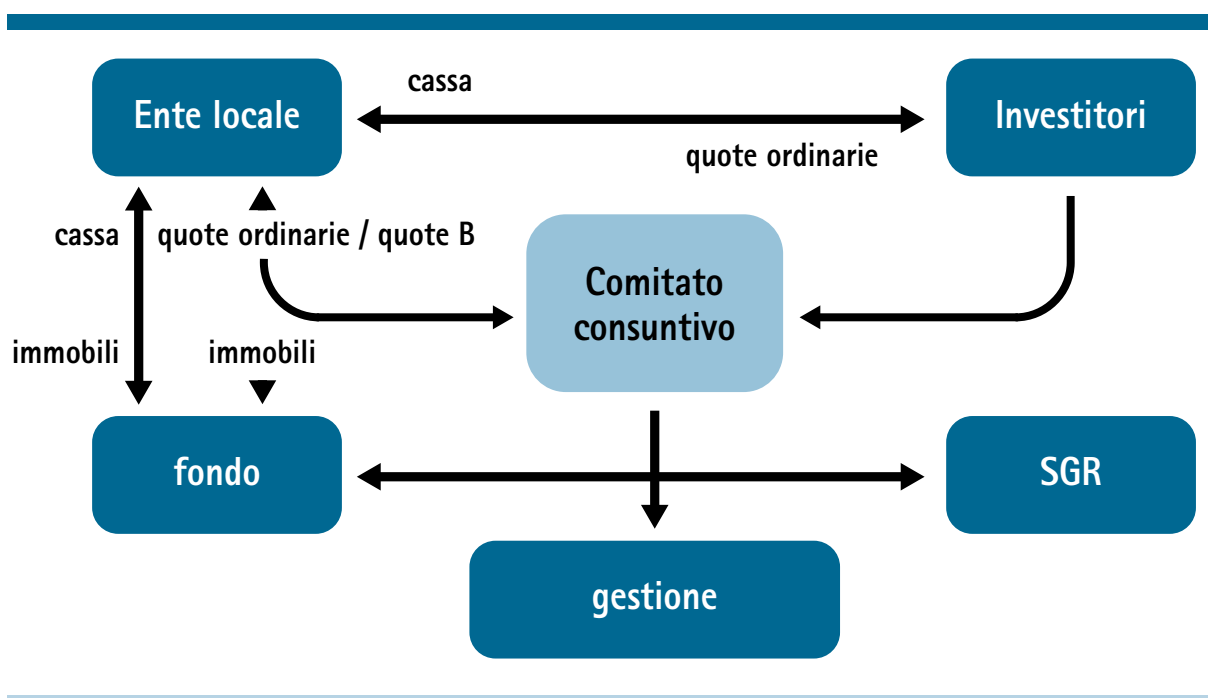 cassa
Ente locale
Investitori
quote ordinarie
cassa
quote ordinarie / quote B
Comitato
consuntivo
immobili
immobili
fondo
SGR
gestione